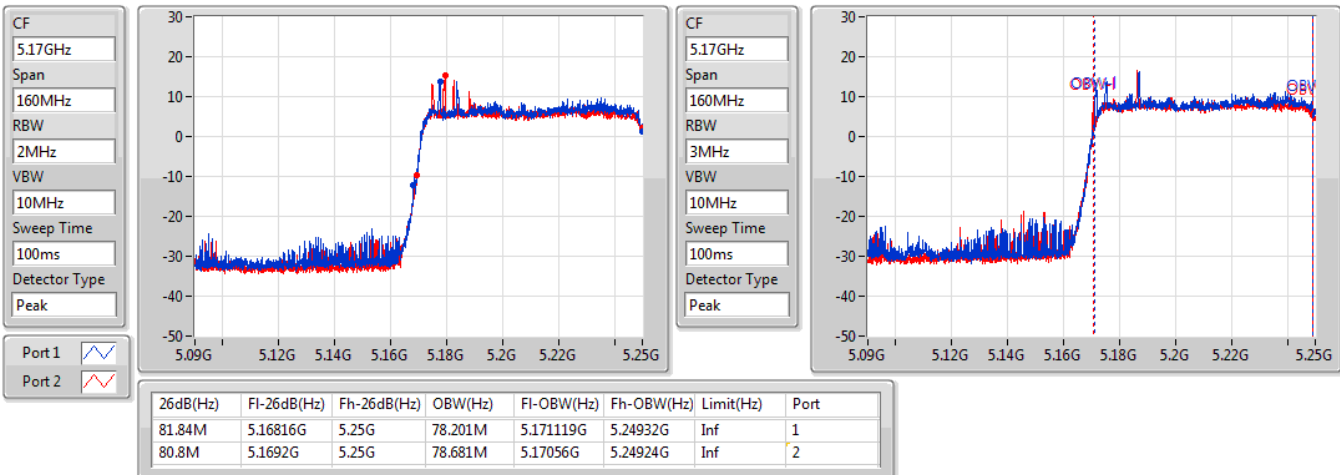 CF
5.17GHz
Span
160MHz
RBW
2MHz
VBW
10MHz
Sweep Time
100ms
Detector Type
Peak
Port 1
Port 2
30
20
10
0
-10
-20
-30
-40
-50
5.09G 5.12G 5.14G 5.16G 5.18G 5.2G 5.22G 5.25G
CF
5.17GHz
Span
160MHz
RBW
3MHz
VBW
10MHz
Sweep Time
100ms
Detector Type
Peak
30
20
10
0
-10
-20
-30
-40
-50
OBW-l
OBW
5.09G 5.12G 5.14G 5.16G 5.18G 5.2G 5.22G 5.25G
26dB(Hz) Fl-26dB(Hz) Fh-26dB(Hz) OBW(Hz) Fl-OBW(Hz) Fh-OBW(Hz) Limit(Hz) Port
81.84M 5.16816G 5.25G 78.201M 5.171119G 5.24932G Inf 1
80.8M 5.1692G 5.25G 78.681M 5.17056G 5.24924G Inf 2